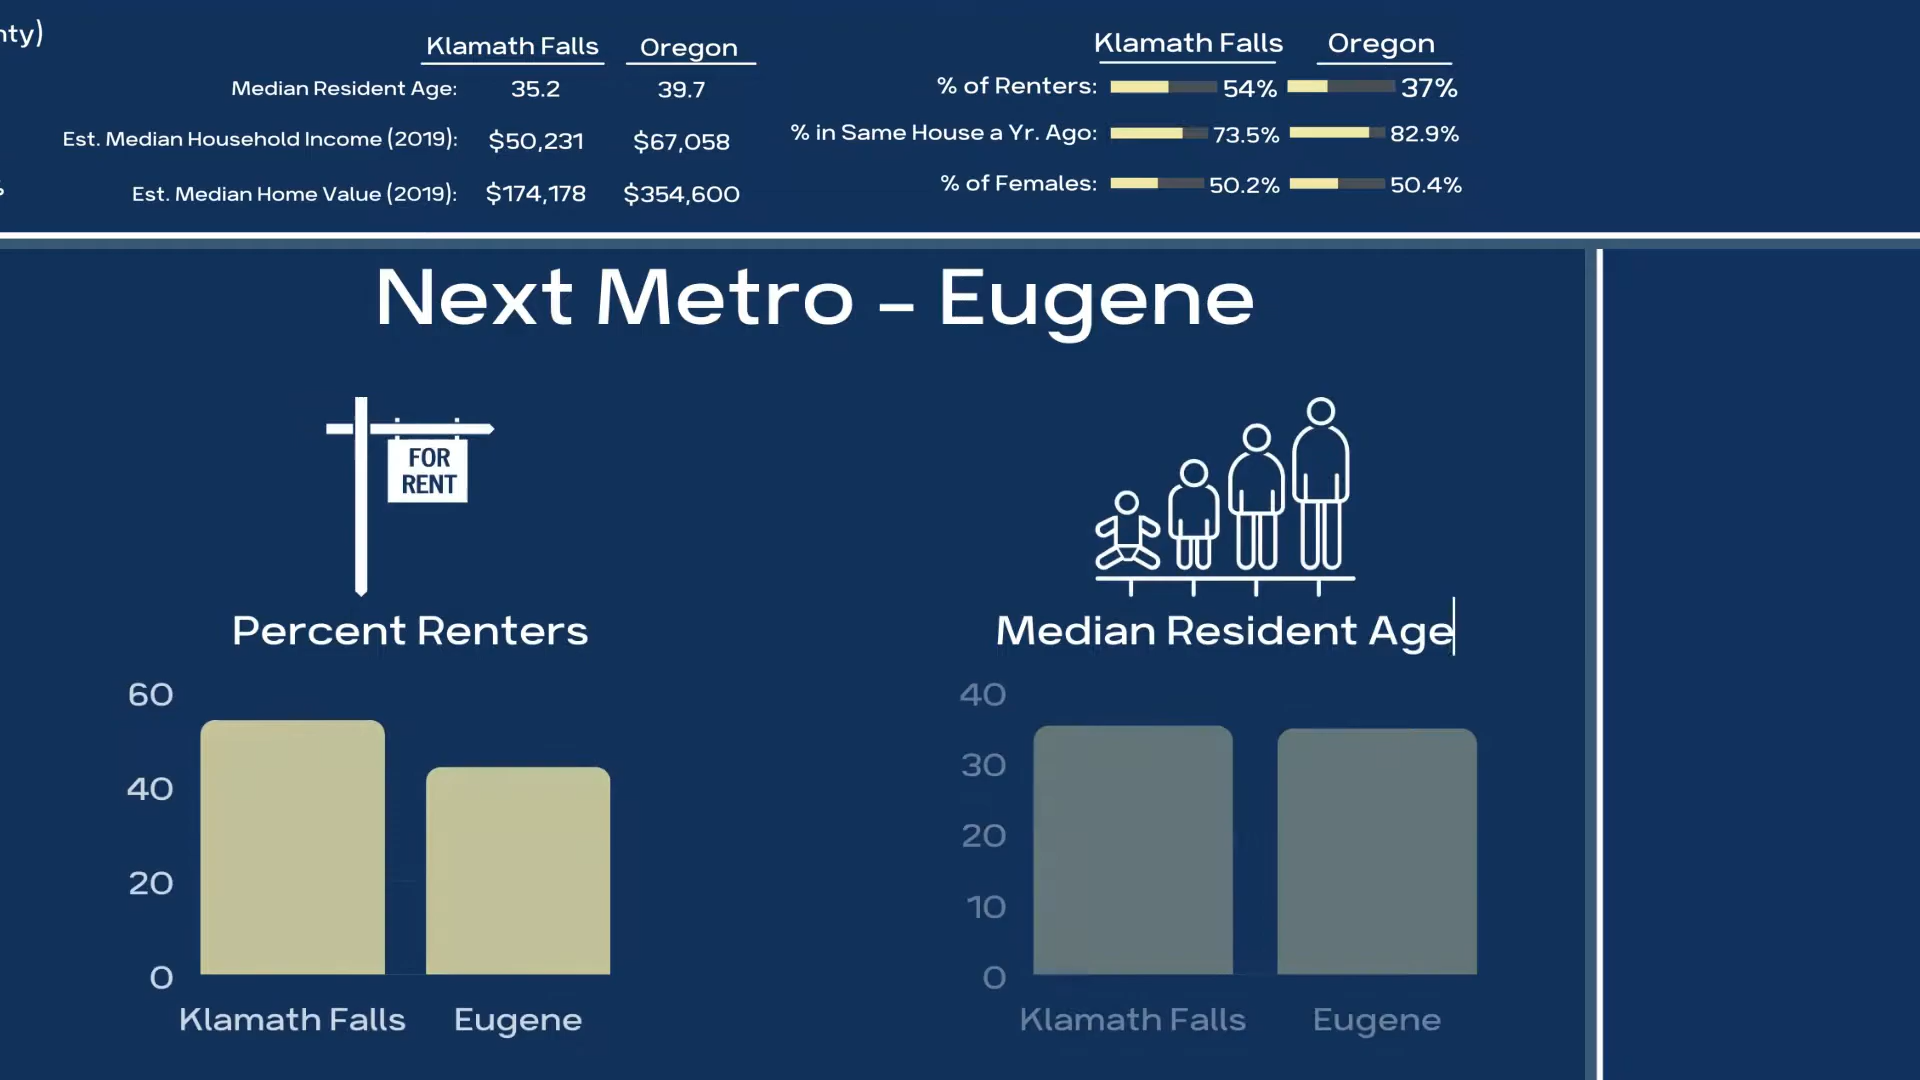 nty)
Klamath Falls Oregon
Median Resident Age: 35.2 39.7
Est. Median Household Income (2019): $50,231 $67,058
Est. Median Home Value (2019): $174,178 $354,600
Klamath Falls Oregon
% of Renters: 54% 37%
% in Same House a Yr. Ago: 73.5% 82.9%
% of Females: 50.2% 50.4%
Next Metro – Eugene
FOR
RENT
Percent Renters
60
40
20
0
Klamath Falls Eugene
Median Resident Age
40
30
20
10
0
Klamath Falls Eugene